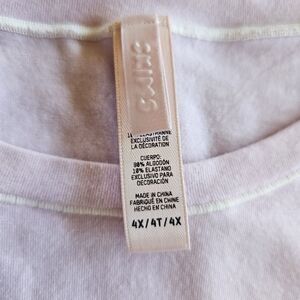 SKIMS
EXCLUSIVITÉ DE
LA DÉCORATION
CUERPO:
90% ALGODÓN
10% ELASTANO
EXCLUSIVO PARA
DECORACIÓN
MADE IN CHINA
FABRIQUÉ EN CHINE
HECHO EN CHINA
4X/4T/4X